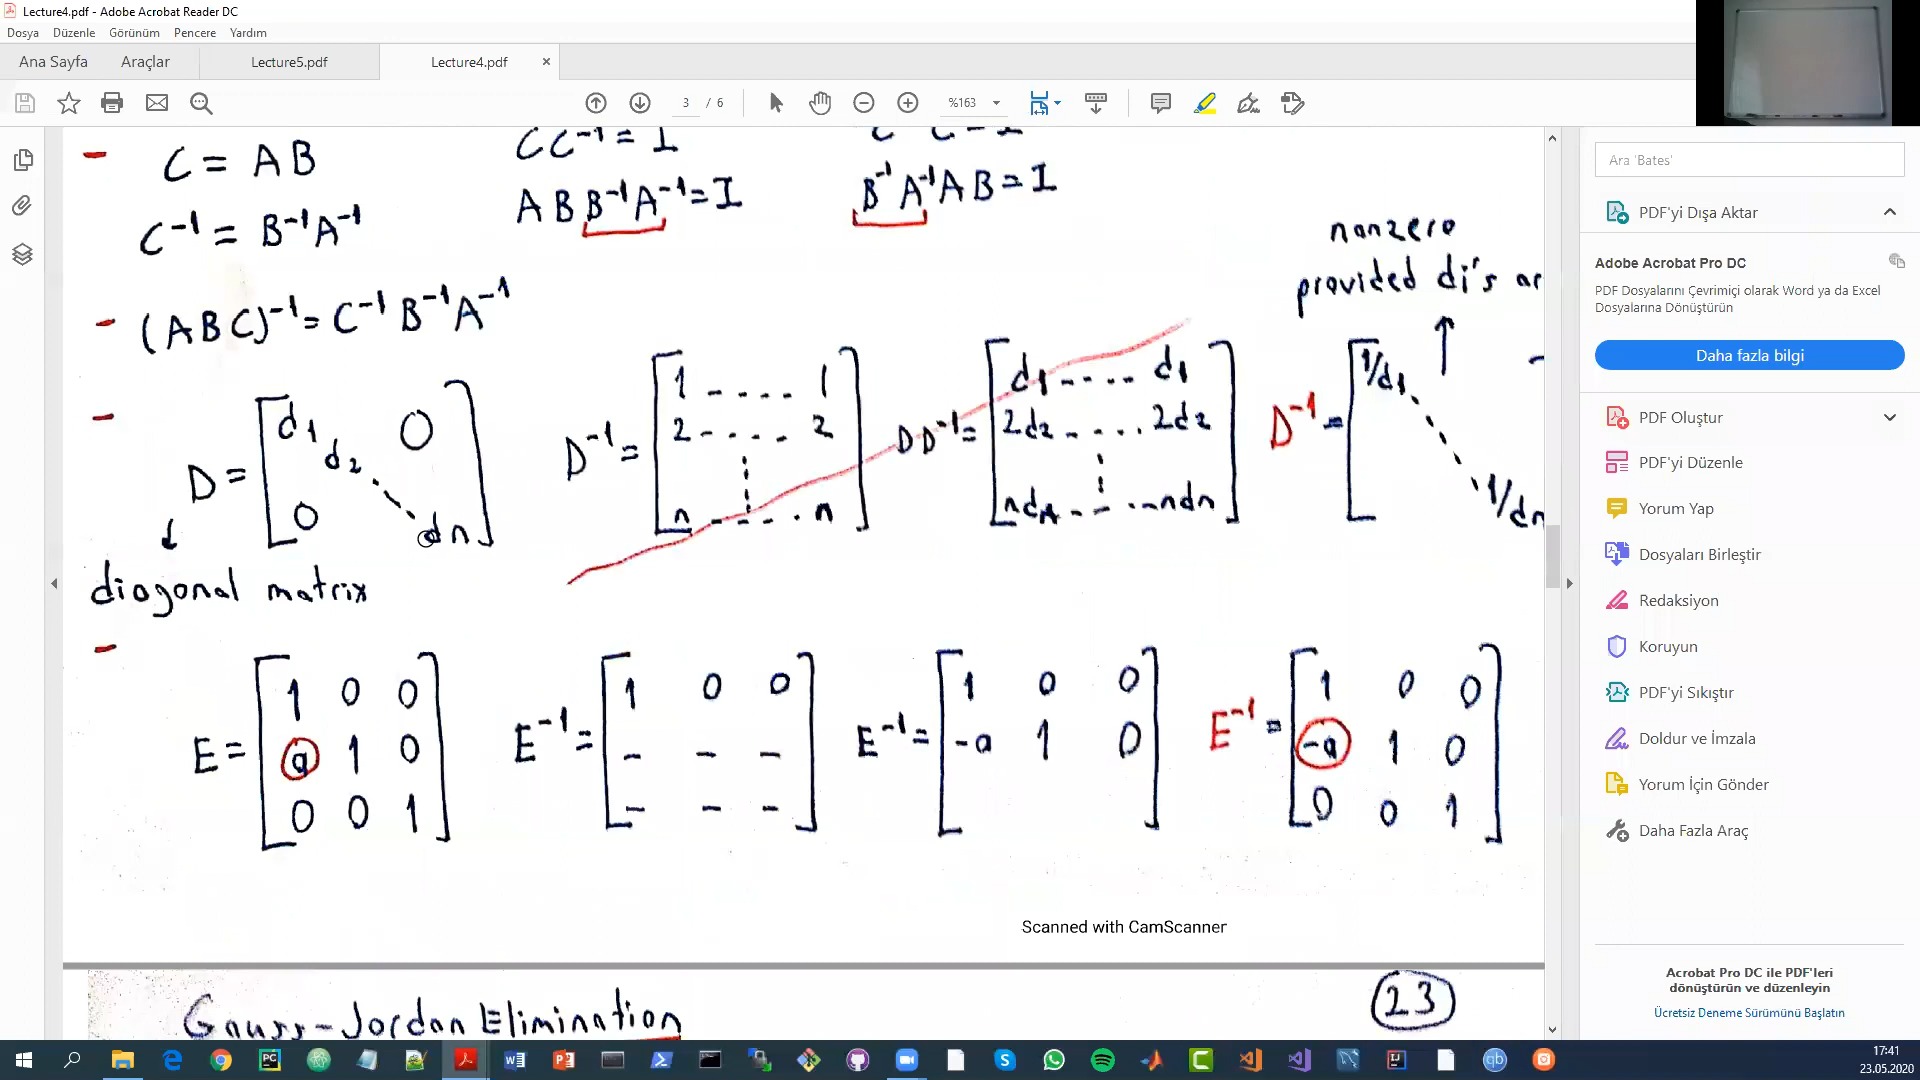 Lecture4.pdf - Adobe Acrobat Reader DC
Dosya Düzenle Görünüm Pencere Yardım
Ana Sayfa Araçlar Lecture5.pdf Lecture4.pdf ×
3 / 6 %163
- C = AB
CC⁻¹ = I
C⁻¹ = B⁻¹A⁻¹
ABB⁻¹A⁻¹ = I
B⁻¹A⁻¹AB = I
- (ABC)⁻¹ = C⁻¹B⁻¹A⁻¹
nonzero
provided di's ar
- D = [d1 d2 0 0 dn]
D⁻¹ = [1 ..... 1
2 ..... 2
n ..... n]
DD⁻¹ = [d1 .... d1
2d2 .... 2d2
ndn .... ndn]
D⁻¹ = [1/d1
1/dn
diagonal matrix
-
E = [1 0 0
a 1 0
0 0 1]
E⁻¹ = [1 0 0
- - -
- - -]
E⁻¹ = [1 0 0
-a 1 0]
E⁻¹ = [1 0 0
-a 1 0
0 0 1]
Scanned with CamScanner
Gauss-Jordan Elimination
23
Ara 'Bates'
PDF'yi Dışa Aktar
Adobe Acrobat Pro DC
PDF Dosyalarını Çevrimiçi olarak Word ya da Excel
Dosyalarına Dönüştürün
Daha fazla bilgi
PDF Oluştur
PDF'yi Düzenle
Yorum Yap
Dosyaları Birleştir
Redaksiyon
Koruyun
PDF'yi Sıkıştır
Doldur ve İmzala
Yorum İçin Gönder
Daha Fazla Araç
Acrobat Pro DC ile PDF'leri
dönüştürün ve düzenleyin
Ücretsiz Deneme Sürümünü Başlatın
17:41
23.05.2020